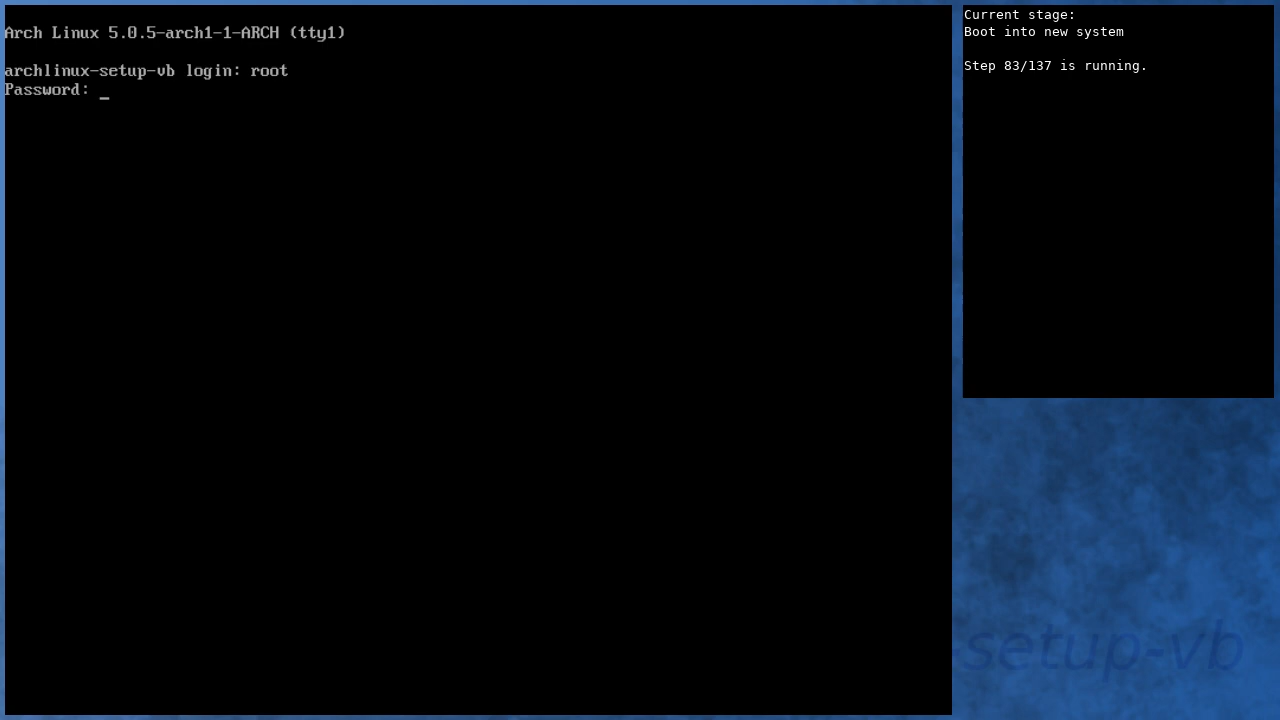 Arch Linux 5.0.5-arch1-1-ARCH (tty1)
archlinux-setup-vb login: root
Password: _
Current stage:
Boot into new system
Step 83/137 is running.
-setup-vb